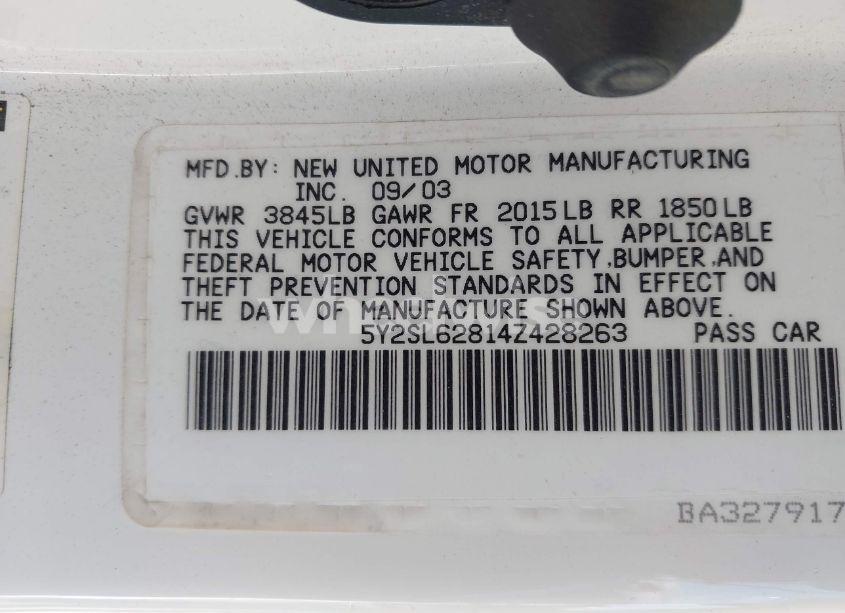 MFD.BY: NEW UNITED MOTOR MANUFACTURING
INC. 09/03
GVWR 3845LB GAWR FR 2015LB RR 1850LB
THIS VEHICLE CONFORMS TO ALL APPLICABLE
FEDERAL MOTOR VEHICLE SAFETY.BUMPER.AND
THEFT PREVENTION STANDARDS IN EFFECT ON
THE DATE OF MANUFACTURE SHOWN ABOVE.
5Y2SL62814Z428263 PASS CAR
BA327917